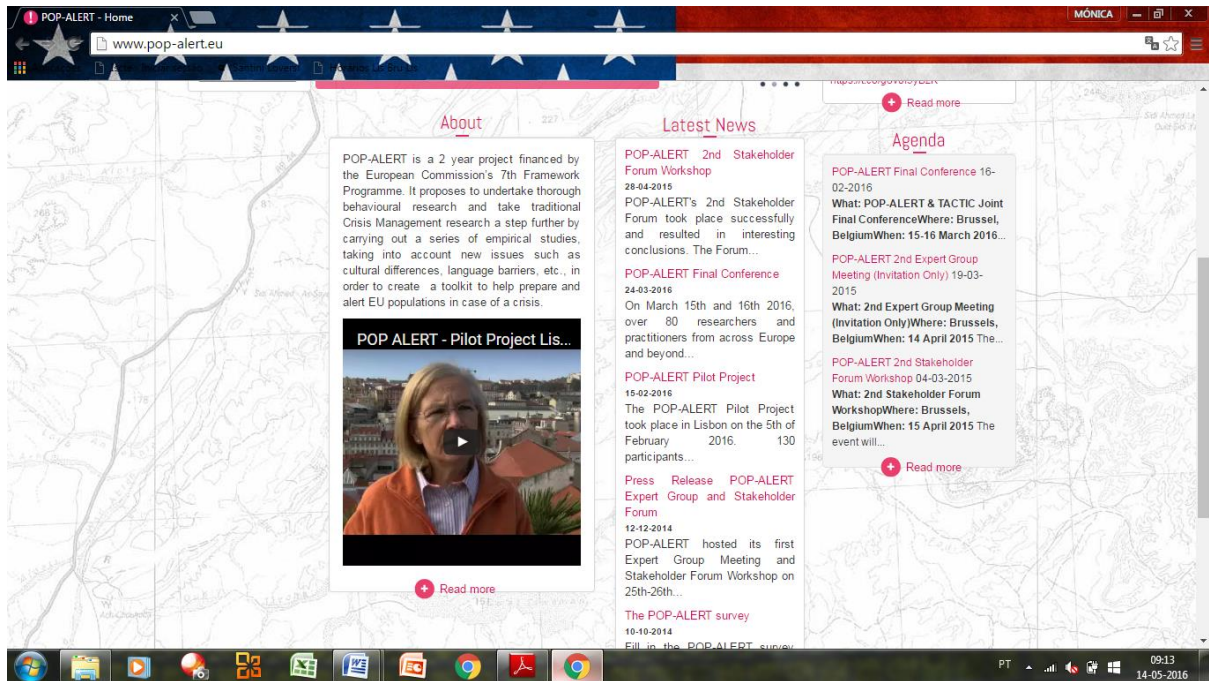 POP-ALERT - Home
MÓNICA
www.pop-alert.eu
About
POP-ALERT is a 2 year project financed by
the European Commission's 7th Framework
Programme. It proposes to undertake thorough
behavioural research and take traditional
Crisis Management research a step further by
carrying out a series of empirical studies,
taking into account new issues such as
cultural differences, language barriers, etc., in
order to create a toolkit to help prepare and
alert EU populations in case of a crisis.
POP ALERT - Pilot Project Lis...
Read more
Latest News
POP-ALERT 2nd Stakeholder
Forum Workshop
28-04-2015
POP-ALERT's 2nd Stakeholder
Forum took place successfully
and resulted in interesting
conclusions. The Forum...
POP-ALERT Final Conference
24-03-2016
On March 15th and 16th 2016,
over 80 researchers and
practitioners from across Europe
and beyond...
POP-ALERT Pilot Project
15-02-2016
The POP-ALERT Pilot Project
took place in Lisbon on the 5th of
February 2016. 130
participants...
Press Release POP-ALERT
Expert Group and Stakeholder
Forum
12-12-2014
POP-ALERT hosted its first
Expert Group Meeting and
Stakeholder Forum Workshop on
25th-26th...
The POP-ALERT survey
10-10-2014
Fill in the POP-ALERT survey
Read more
Agenda
POP-ALERT Final Conference 16-
02-2016
What: POP-ALERT & TACTIC Joint
Final ConferenceWhere: Brussel,
BelgiumWhen: 15-16 March 2016...
POP-ALERT 2nd Expert Group
Meeting (Invitation Only) 19-03-
2015
What: 2nd Expert Group Meeting
(Invitation Only)Where: Brussels,
BelgiumWhen: 14 April 2015 The...
POP-ALERT 2nd Stakeholder
Forum Workshop 04-03-2015
What: 2nd Stakeholder Forum
WorkshopWhere: Brussels,
BelgiumWhen: 15 April 2015 The
event will...
Read more
PT
09:13
14-05-2016